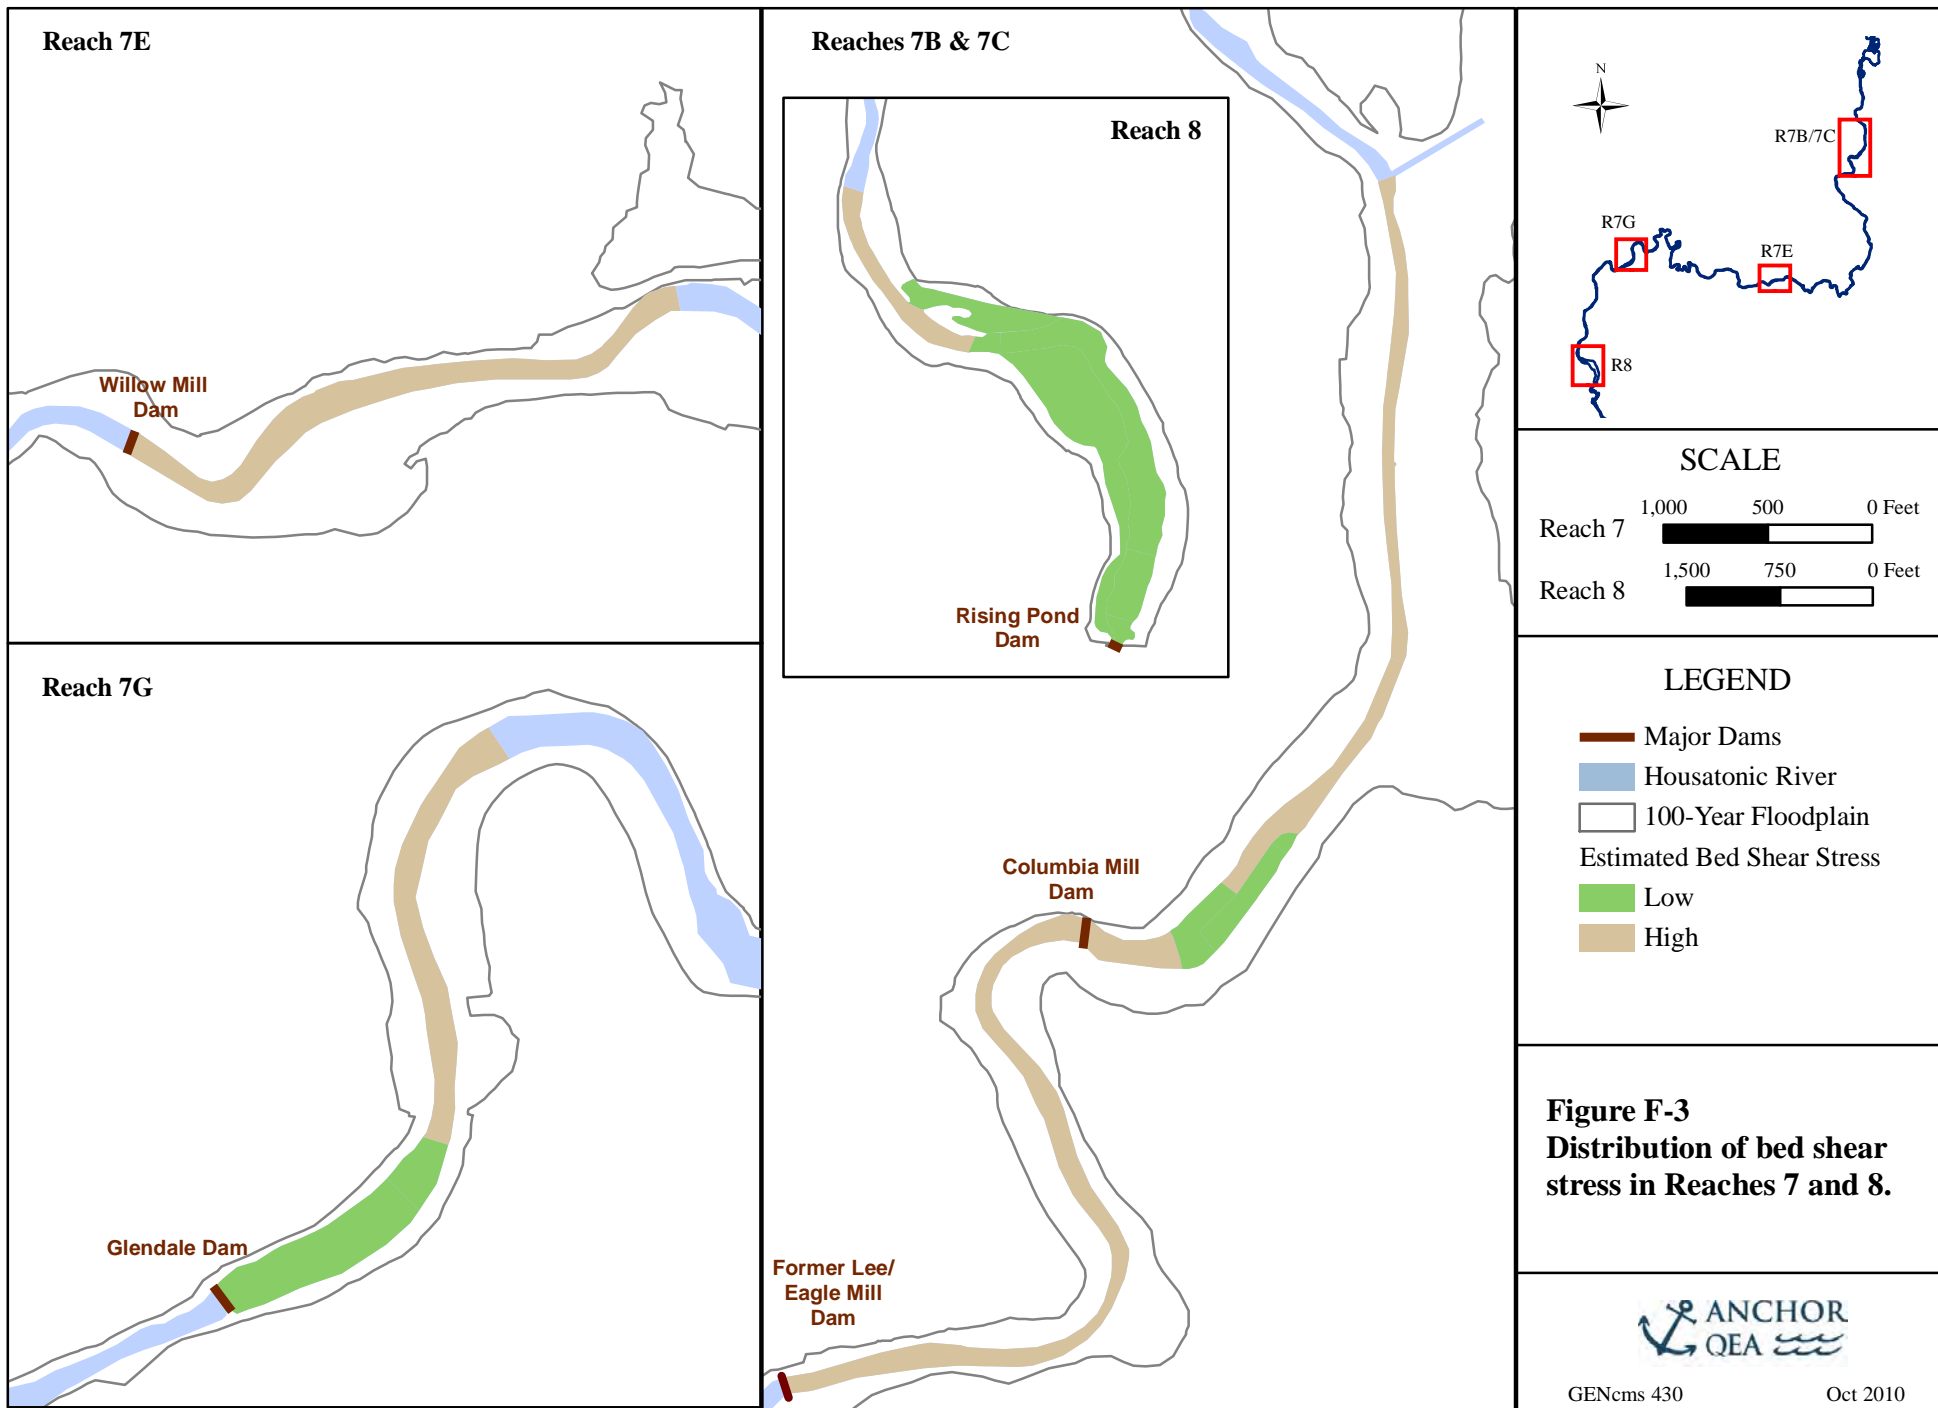 Reach 7E
Willow Mill
Dam
Reach 7G
Glendale Dam
Reaches 7B & 7C
Reach 8
Rising Pond
Dam
Columbia Mill
Dam
Former Lee/
Eagle Mill
Dam
N
R7B/7C
R7G
R7E
R8
SCALE
1,000 500 0 Feet
Reach 7
1,500 750 0 Feet
Reach 8
LEGEND
Major Dams
Housatonic River
100-Year Floodplain
Estimated Bed Shear Stress
Low
High
Figure F-3
Distribution of bed shear
stress in Reaches 7 and 8.
ANCHOR
QEA
GENcms 430 Oct 2010